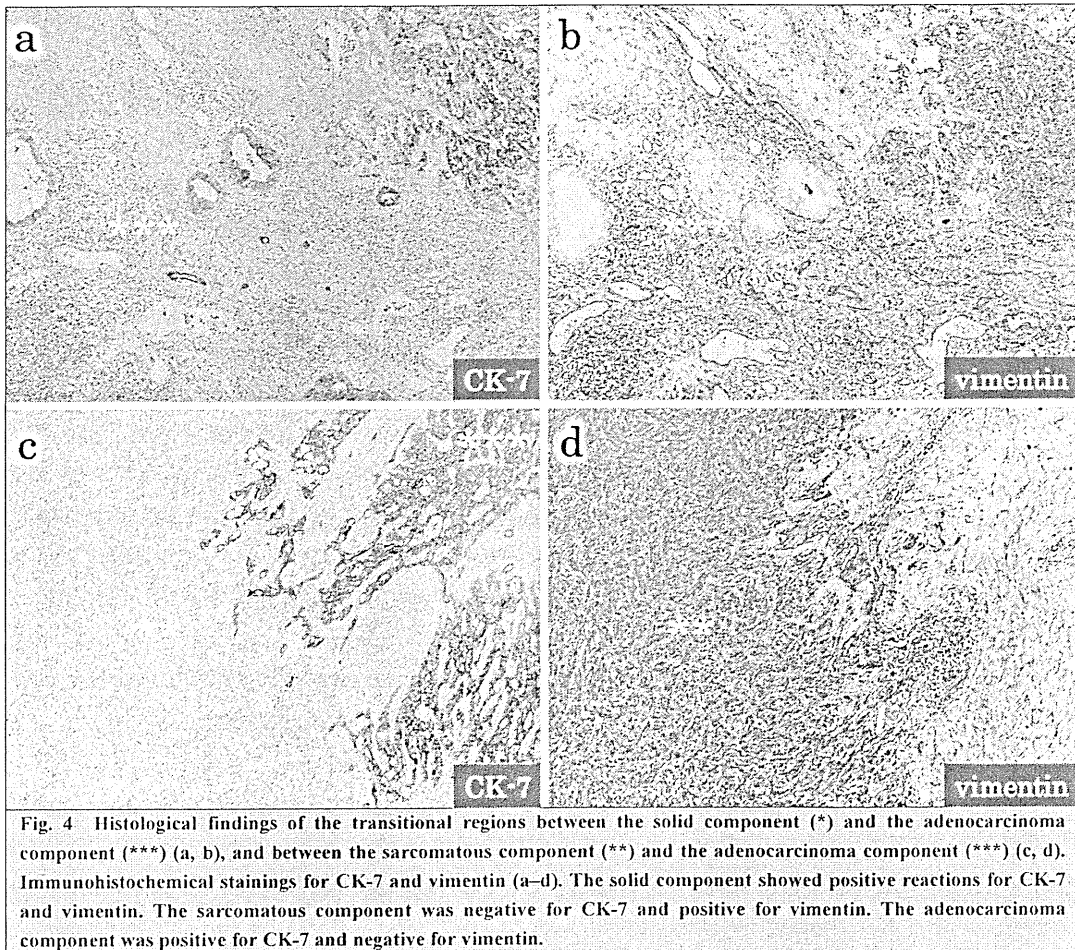 a
b
CK-7
vimentin
c
d
CK-7
vimentin
Fig. 4 Histological findings of the transitional regions between the solid component (*) and the adenocarcinoma
component (***) (a, b), and between the sarcomatous component (**) and the adenocarcinoma component (***) (c, d).
Immunohistochemical stainings for CK-7 and vimentin (a–d). The solid component showed positive reactions for CK-7
and vimentin. The sarcomatous component was negative for CK-7 and positive for vimentin. The adenocarcinoma
component was positive for CK-7 and negative for vimentin.